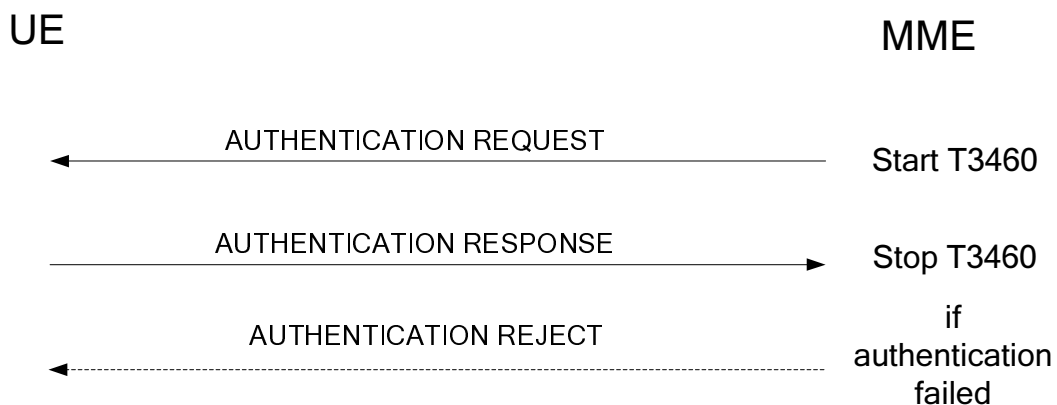 UE
MME
AUTHENTICATION REQUEST
Start T3460
AUTHENTICATION RESPONSE
Stop T3460
AUTHENTICATION REJECT
if
authentication
failed